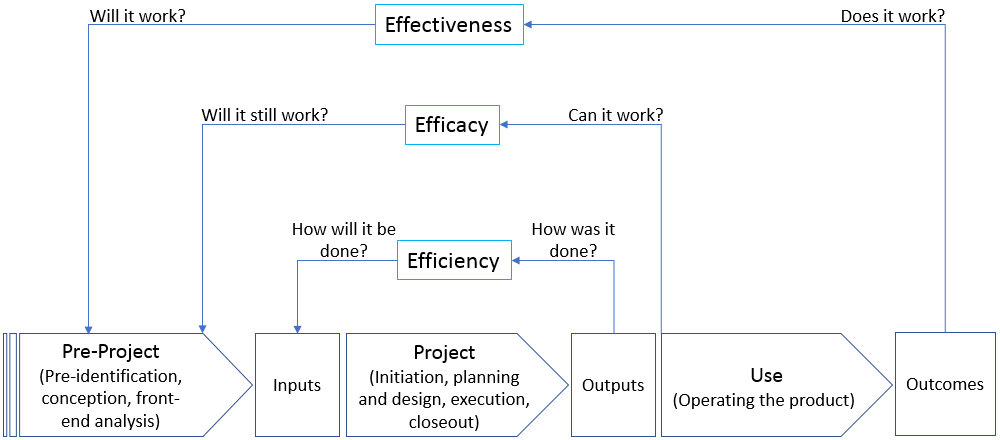 Will it work?
Effectiveness
Does it work?
Will it still work?
Efficacy
Can it work?
How will it be
done?
Efficiency
How was it
done?
Pre-Project
(Pre-identification,
conception, front-
end analysis)
Inputs
Project
(Initiation, planning
and design, execution,
closeout)
Outputs
Use
(Operating the product)
Outcomes